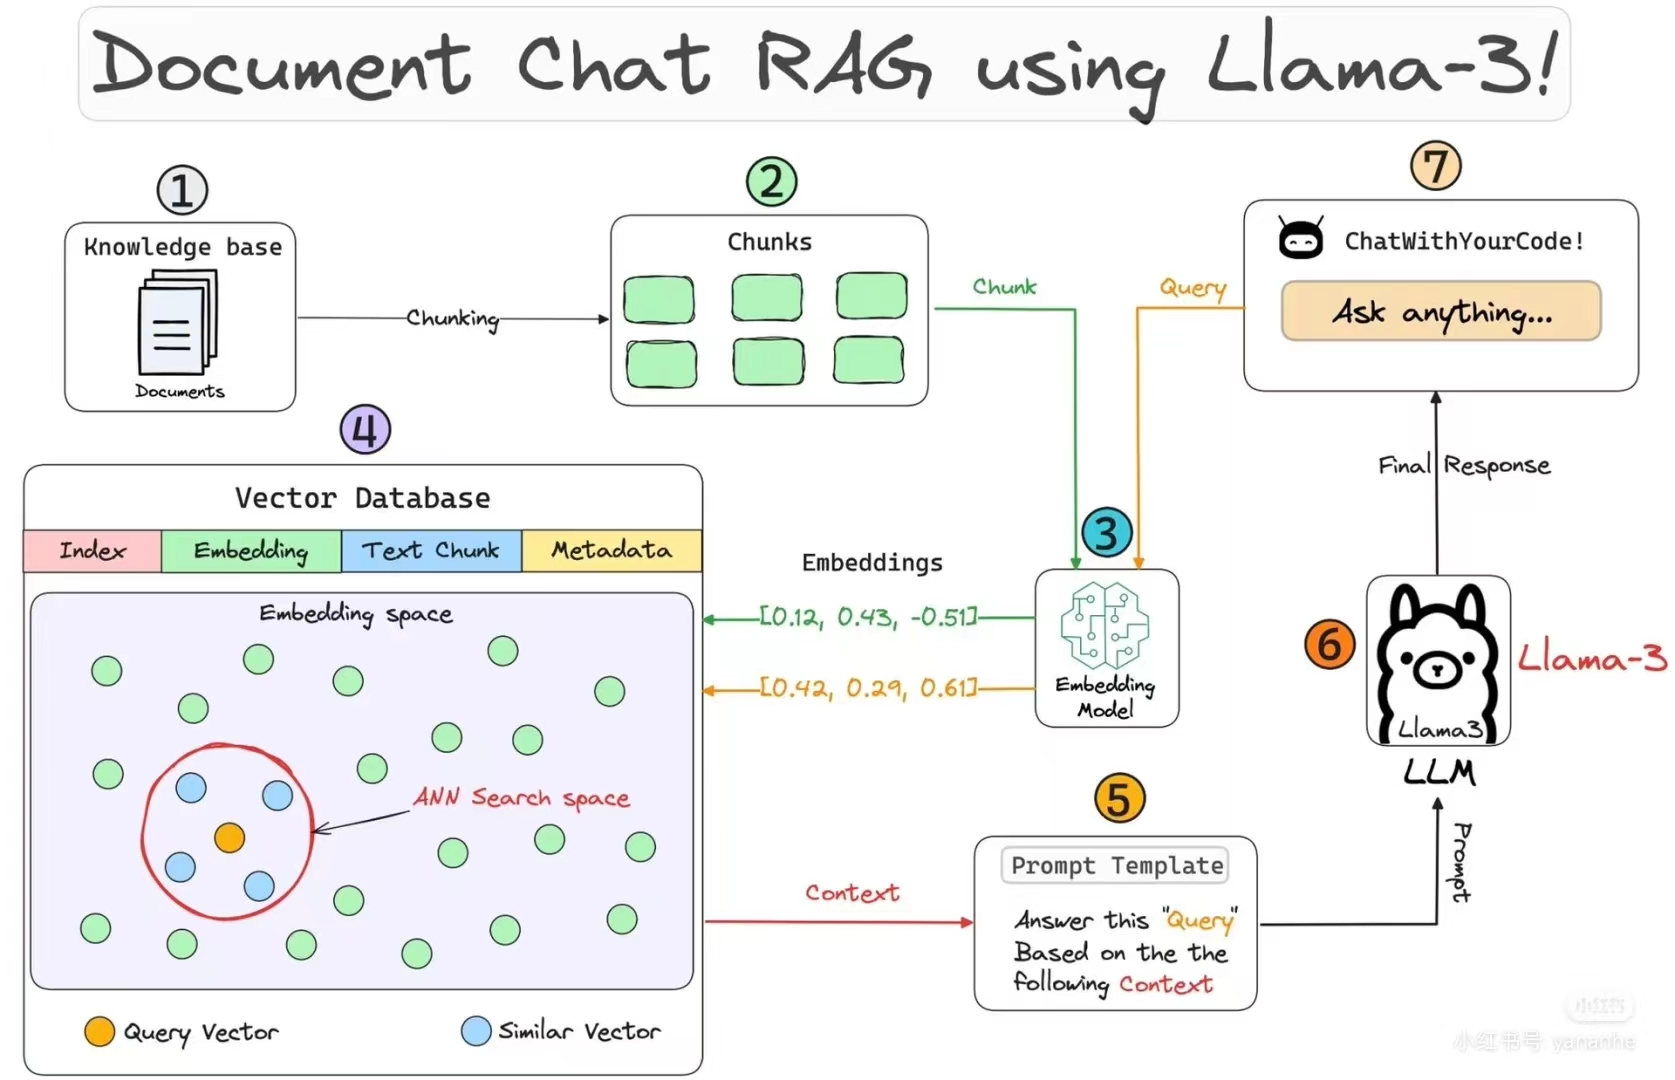 Document Chat RAG using Llama-3!
1
Knowledge base
Documents
Chunking
2
Chunks
Chunk
Query
7
ChatWithYourCode!
Ask anything...
4
Vector Database
Index
Embedding
Text Chunk
Metadata
Embedding space
ANN Search space
Query Vector
Similar Vector
Embeddings
[0.12, 0.43, -0.51]
[0.42, 0.29, 0.61]
3
Embedding
Model
Final Response
6
Llama3
Llama-3
LLM
Prompt
Context
5
Prompt Template
Answer this "Query"
Based on the the
following Context
小红书号: yananhe